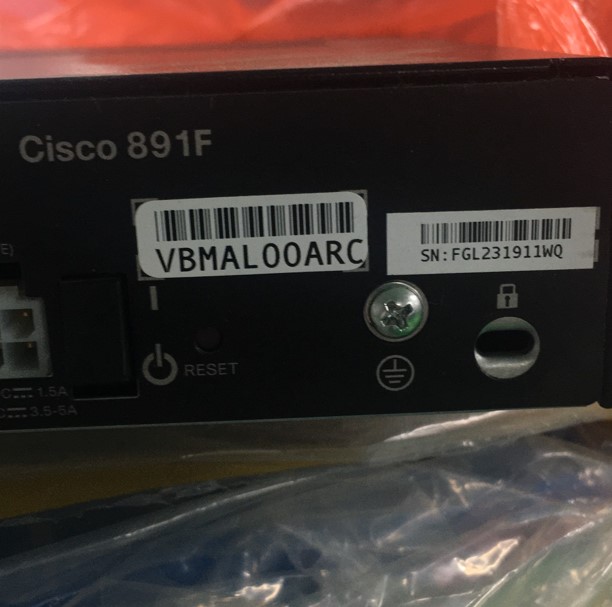 Cisco 891F
VBMAL00ARC
SN:FGL231911WQ
E)
RESET
C⎓1.5A
C⎓3.5-5A